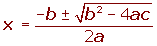 x = −b ± √(b² − 4ac) / 2a